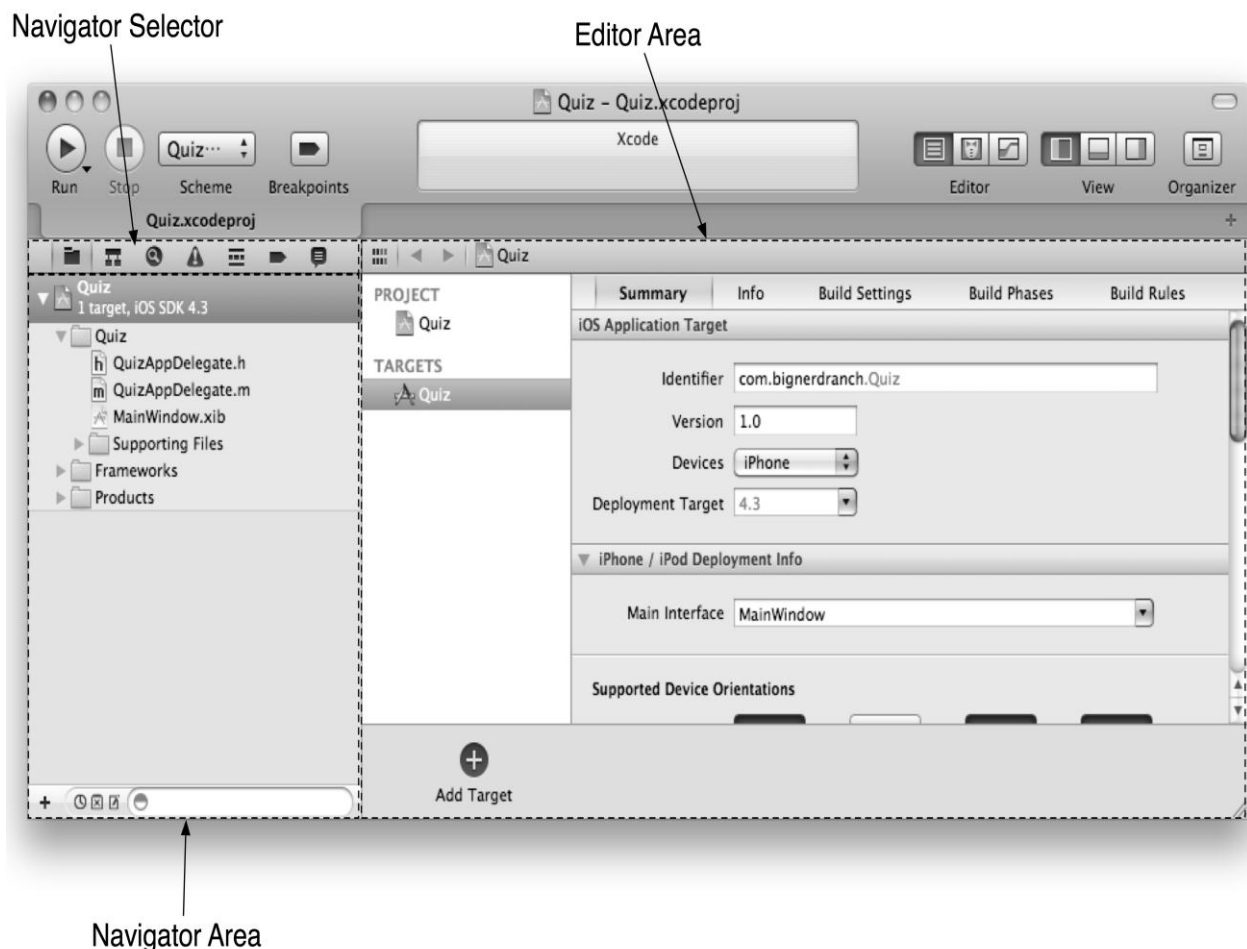 Navigator Selector
Editor Area
Quiz – Quiz.xcodeproj
Xcode
Quiz···
Run
Stop
Scheme
Breakpoints
Editor
View
Organizer
Quiz.xcodeproj
+
Quiz
Quiz
1 target, iOS SDK 4.3
Quiz
h QuizAppDelegate.h
m QuizAppDelegate.m
MainWindow.xib
Supporting Files
Frameworks
Products
PROJECT
Quiz
TARGETS
Quiz
Summary
Info
Build Settings
Build Phases
Build Rules
iOS Application Target
Identifier com.bignerdranch.Quiz
Version 1.0
Devices iPhone
Deployment Target 4.3
iPhone / iPod Deployment Info
Main Interface MainWindow
Supported Device Orientations
Add Target
+
Navigator Area